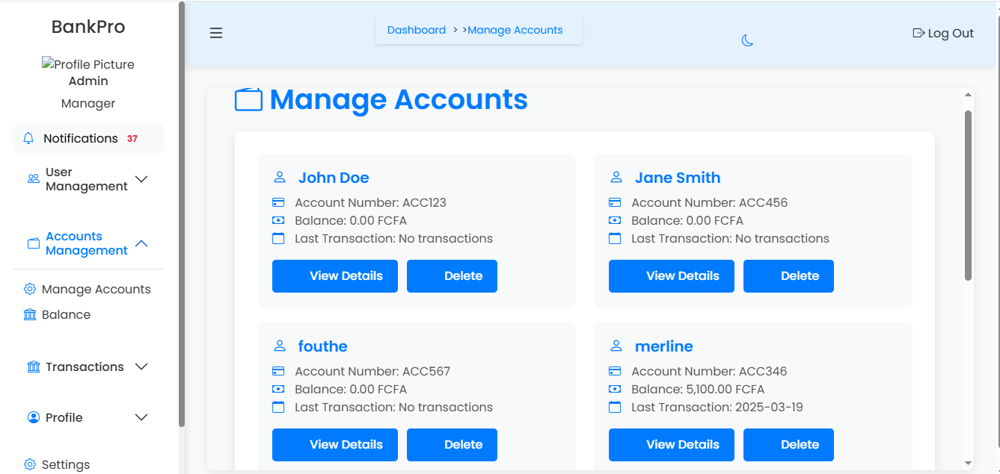 BankPro
Profile Picture
Admin
Manager
Notifications 37
User
Management
Accounts
Management
Manage Accounts
Balance
Transactions
Profile
Settings
Dashboard > >Manage Accounts
Log Out
Manage Accounts
John Doe
Account Number: ACC123
Balance: 0.00 FCFA
Last Transaction: No transactions
View Details Delete
Jane Smith
Account Number: ACC456
Balance: 0.00 FCFA
Last Transaction: No transactions
View Details Delete
fouthe
Account Number: ACC567
Balance: 0.00 FCFA
Last Transaction: No transactions
View Details Delete
merline
Account Number: ACC346
Balance: 5,100.00 FCFA
Last Transaction: 2025-03-19
View Details Delete